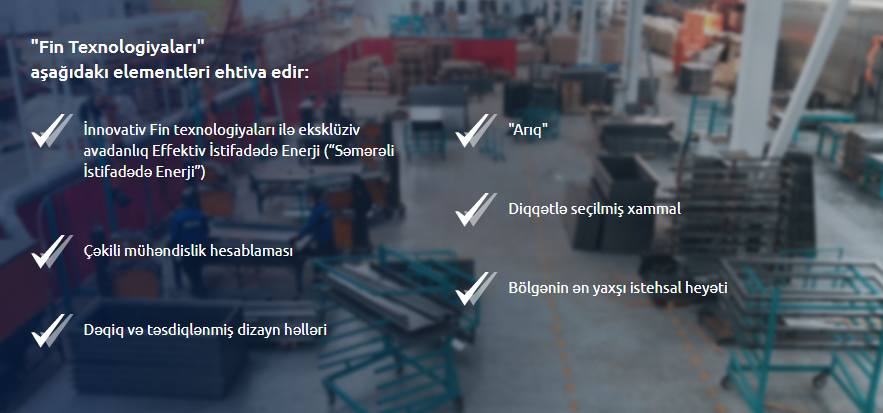 "Fin Texnologiyaları"
aşağıdakı elementləri ehtiva edir:
İnnovativ Fin texnologiyaları ilə eksklüziv
avadanlıq Effektiv İstifadədə Enerji (“Səmərəli
İstifadədə Enerji”)
Çəkili mühəndislik hesablaması
Dəqiq və təsdiqlənmiş dizayn həlləri
"Arıq"
Diqqətlə seçilmiş xammal
Bölgənin ən yaxşı istehsal heyəti